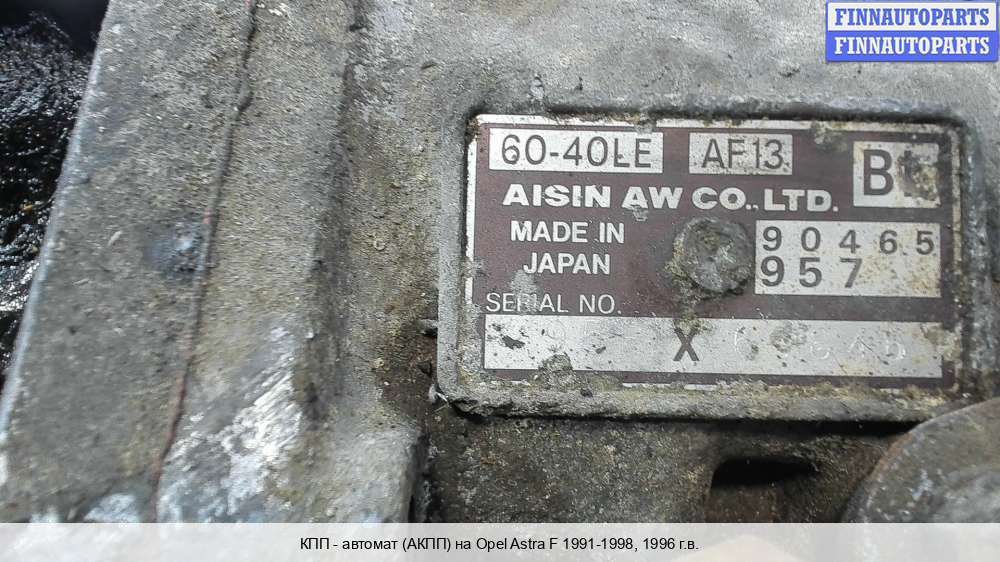 FINNAUTOPARTS
FINNAUTOPARTS
60-40LE AF13 Bt
AISIN AW CO., LTD.
MADE IN
JAPAN
90465
957
SERIAL NO.
X
КПП - автомат (АКПП) на Opel Astra F 1991-1998, 1996 г.в.